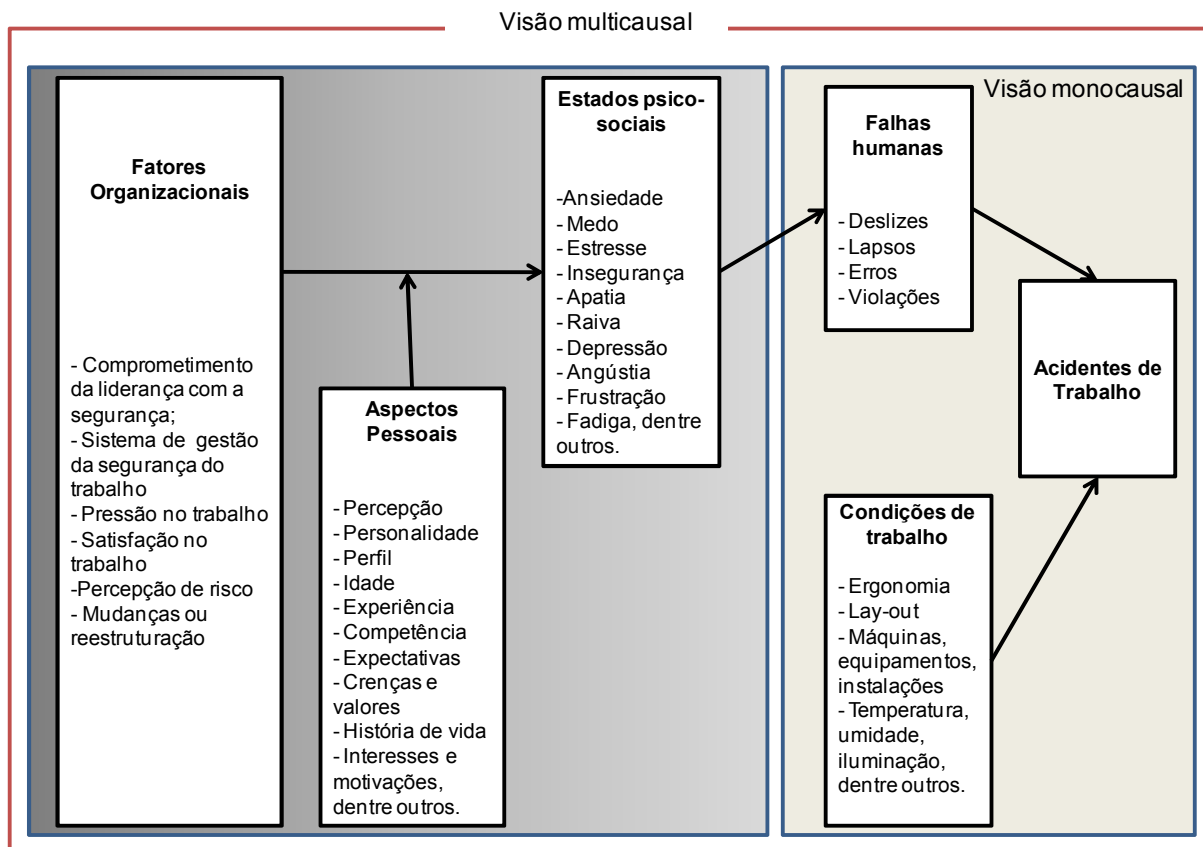 Visão multicausal
Fatores
Organizacionais
- Comprometimento
da liderança com a
segurança;
- Sistema de gestão
da segurança do
trabalho
- Pressão no trabalho
- Satisfação no
trabalho
-Percepção de risco
- Mudanças ou
reestruturação
Aspectos
Pessoais
- Percepção
- Personalidade
- Perfil
- Idade
- Experiência
- Competência
- Expectativas
- Crenças e
valores
- História de vida
- Interesses e
motivações,
dentre outros.
Estados psico-
sociais
-Ansiedade
- Medo
- Estresse
- Insegurança
- Apatia
- Raiva
- Depressão
- Angústia
- Frustração
- Fadiga, dentre
outros.
Visão monocausal
Falhas
humanas
- Deslizes
- Lapsos
- Erros
- Violações
Condições de
trabalho
- Ergonomia
- Lay-out
- Máquinas,
equipamentos,
instalações
- Temperatura,
umidade,
iluminação,
dentre outros.
Acidentes de
Trabalho